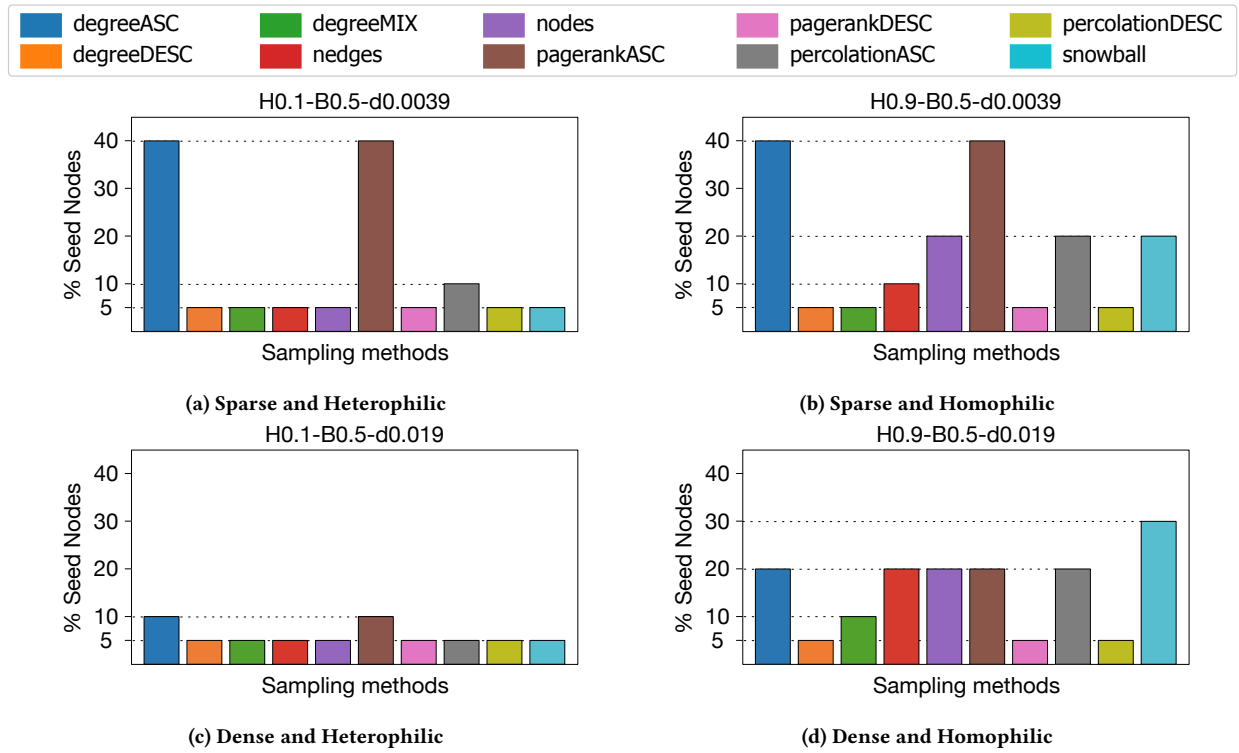 degreeASC degreeMIX nodes pagerankDESC percolationDESC
degreeDESC nedges pagerankASC percolationASC snowball
H0.1-B0.5-d0.0039
40
30
20
10
5
% Seed Nodes
Sampling methods
(a) Sparse and Heterophilic
H0.9-B0.5-d0.0039
40
30
20
10
5
% Seed Nodes
Sampling methods
(b) Sparse and Homophilic
H0.1-B0.5-d0.019
40
30
20
10
5
% Seed Nodes
Sampling methods
(c) Dense and Heterophilic
H0.9-B0.5-d0.019
40
30
20
10
5
% Seed Nodes
Sampling methods
(d) Dense and Homophilic